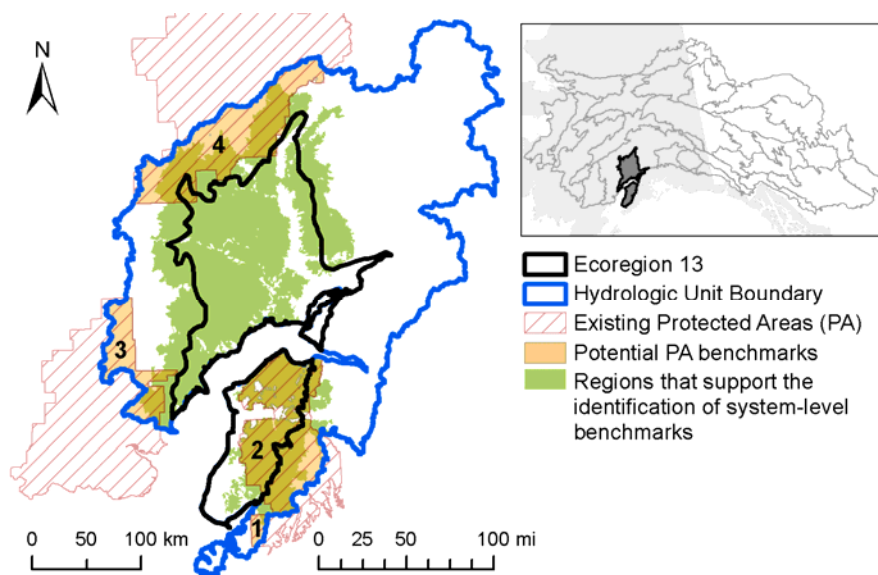 N
4
3
2
1
0 50 100 km
0 25 50 100 mi
Ecoregion 13
Hydrologic Unit Boundary
Existing Protected Areas (PA)
Potential PA benchmarks
Regions that support the
identification of system-level
benchmarks